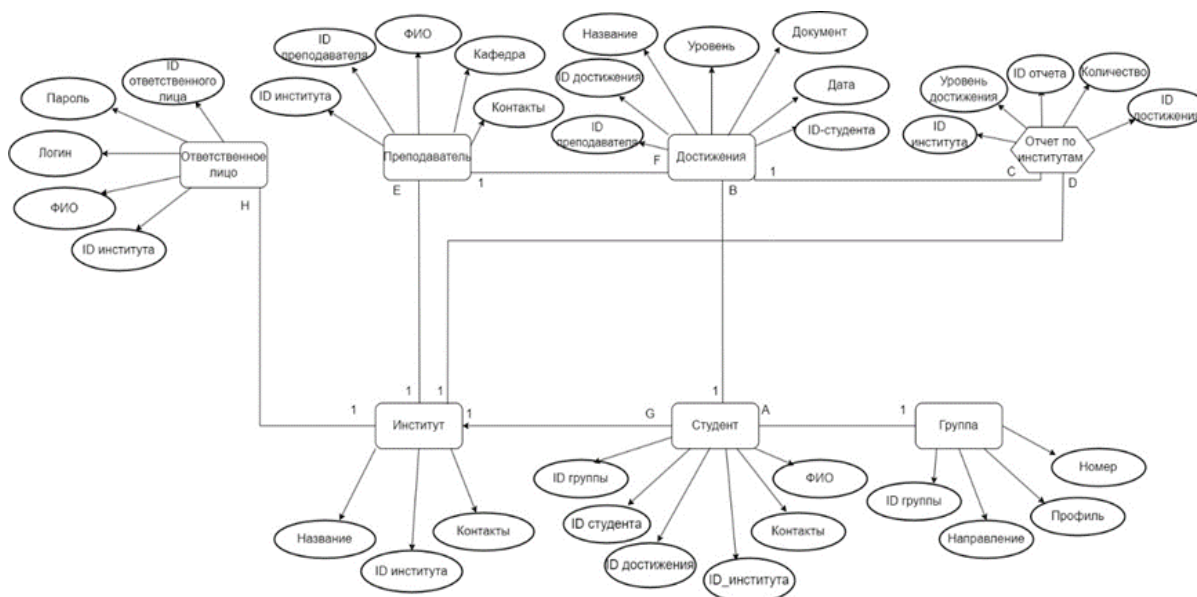 ID
ответственного
лица
Пароль
Логин
ФИО
ID института
Ответственное
лицо
H
ID
преподавателя
ФИО
Кафедра
ID института
Контакты
Преподаватель
E
1
Название
Уровень
Документ
ID достижения
Дата
ID
преподавателя
ID-студента
F
Достижения
1
B
Уровень
достижения
ID отчета
Количество
ID
достижения
ID
института
Отчет по
институтам
C
D
1
1
1
1
Институт
Название
ID института
Контакты
G
1
A
Студент
ID группы
ID студента
ID достижения
ID_института
Контакты
ФИО
1
Группа
ID группы
Направление
Профиль
Номер